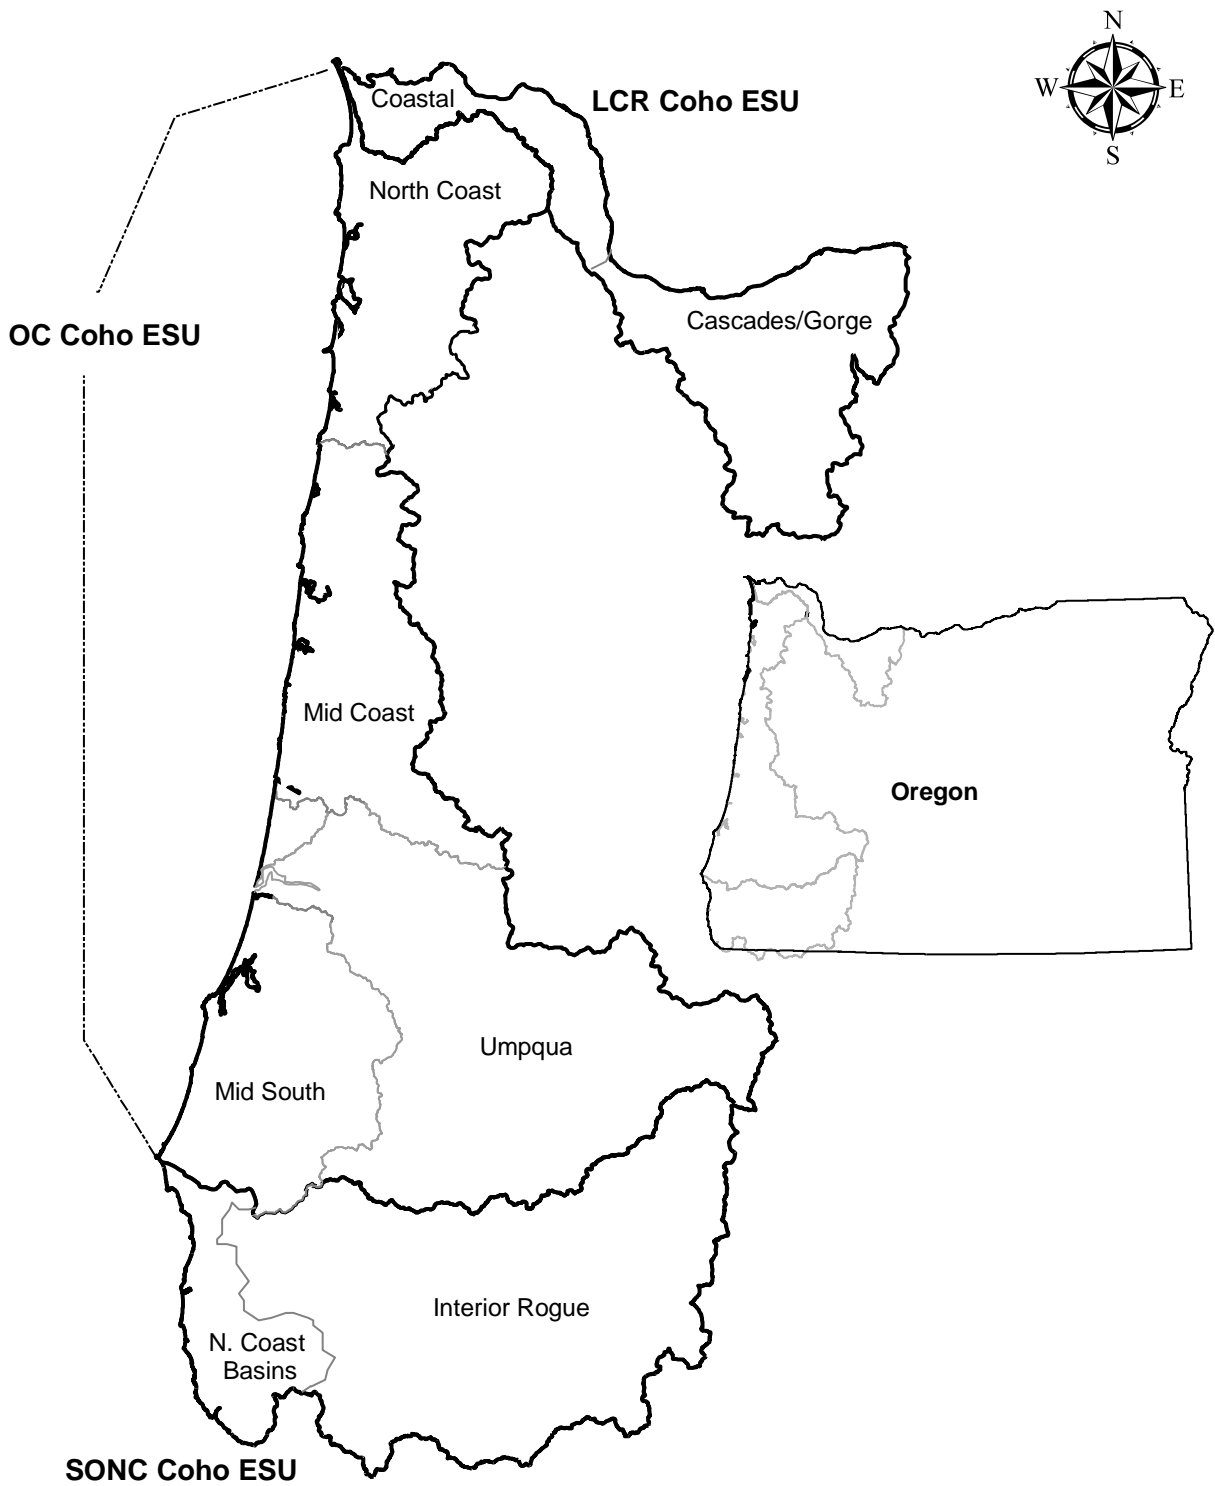 N
W
E
S
Coastal
LCR Coho ESU
North Coast
OC Coho ESU
Cascades/Gorge
Mid Coast
Oregon
Umpqua
Mid South
Interior Rogue
N. Coast
Basins
SONC Coho ESU